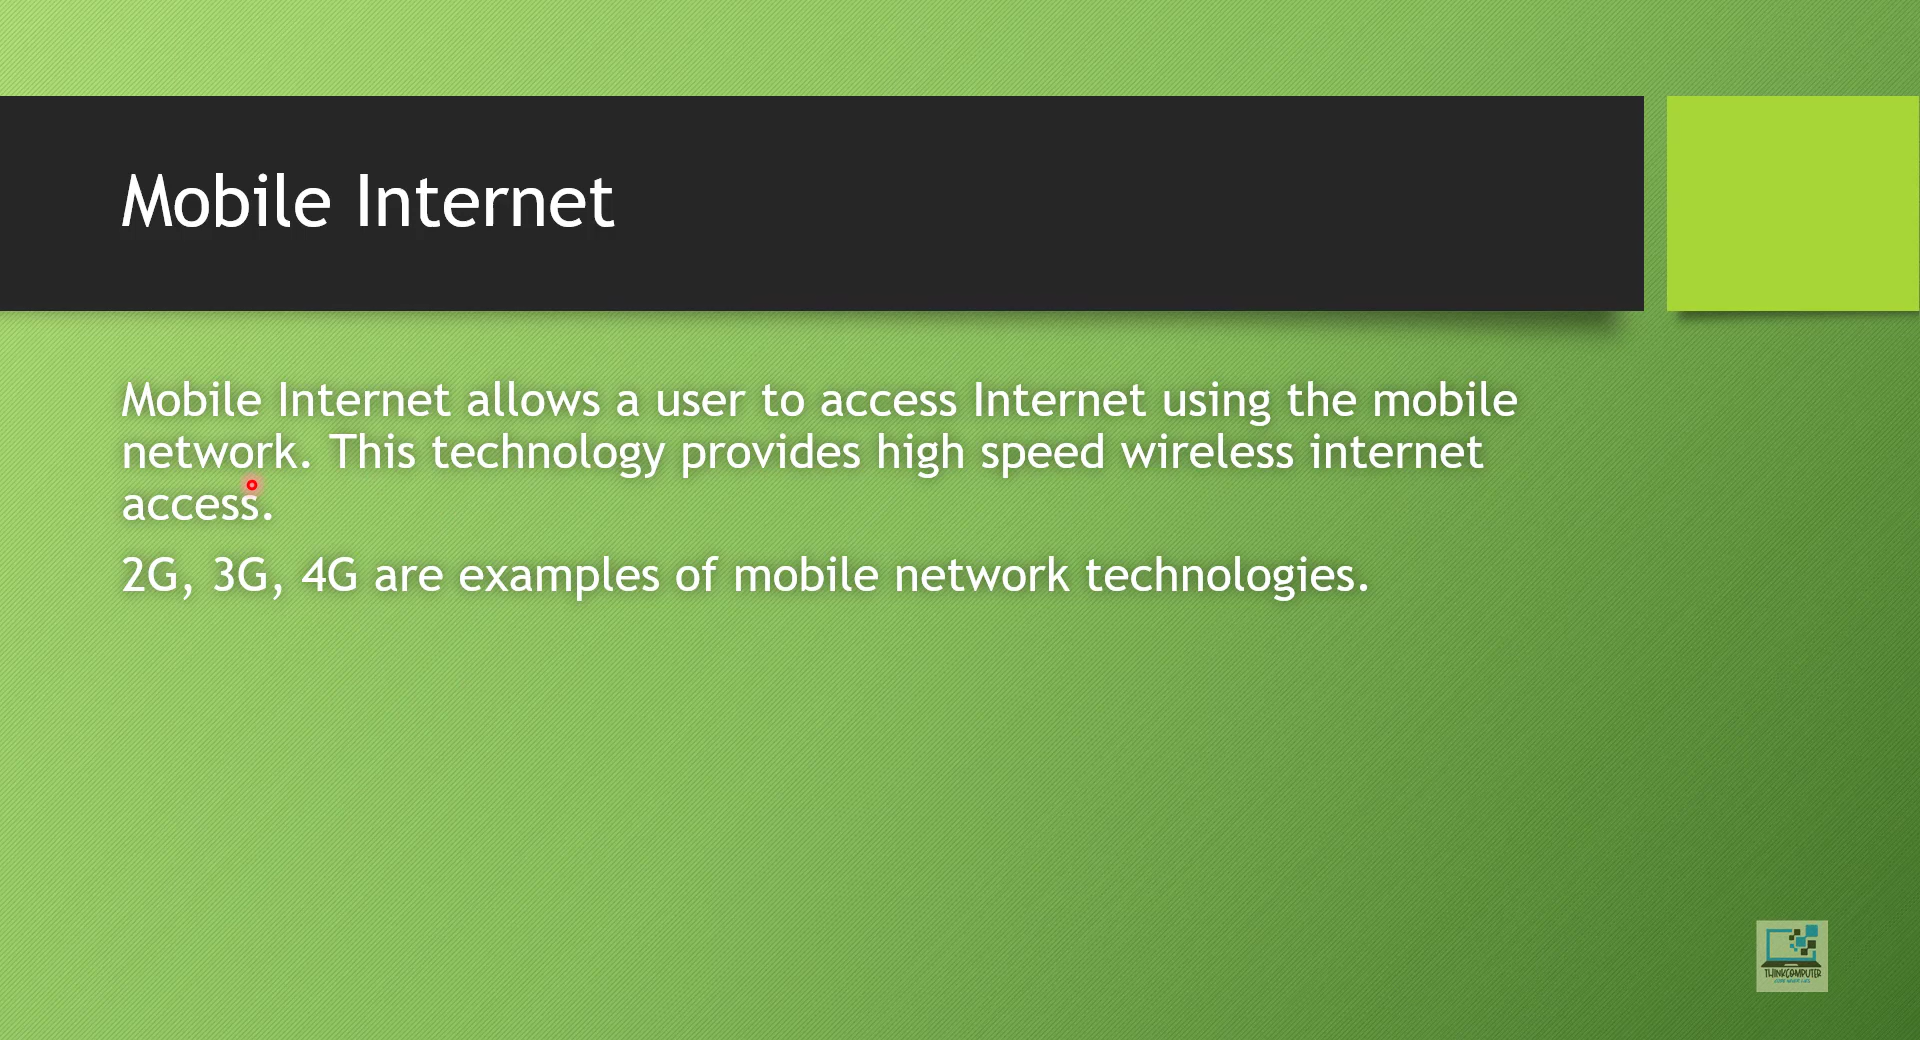 Mobile Internet
Mobile Internet allows a user to access Internet using the mobile
network. This technology provides high speed wireless internet
access.
2G, 3G, 4G are examples of mobile network technologies.
THINKCOMPUTER